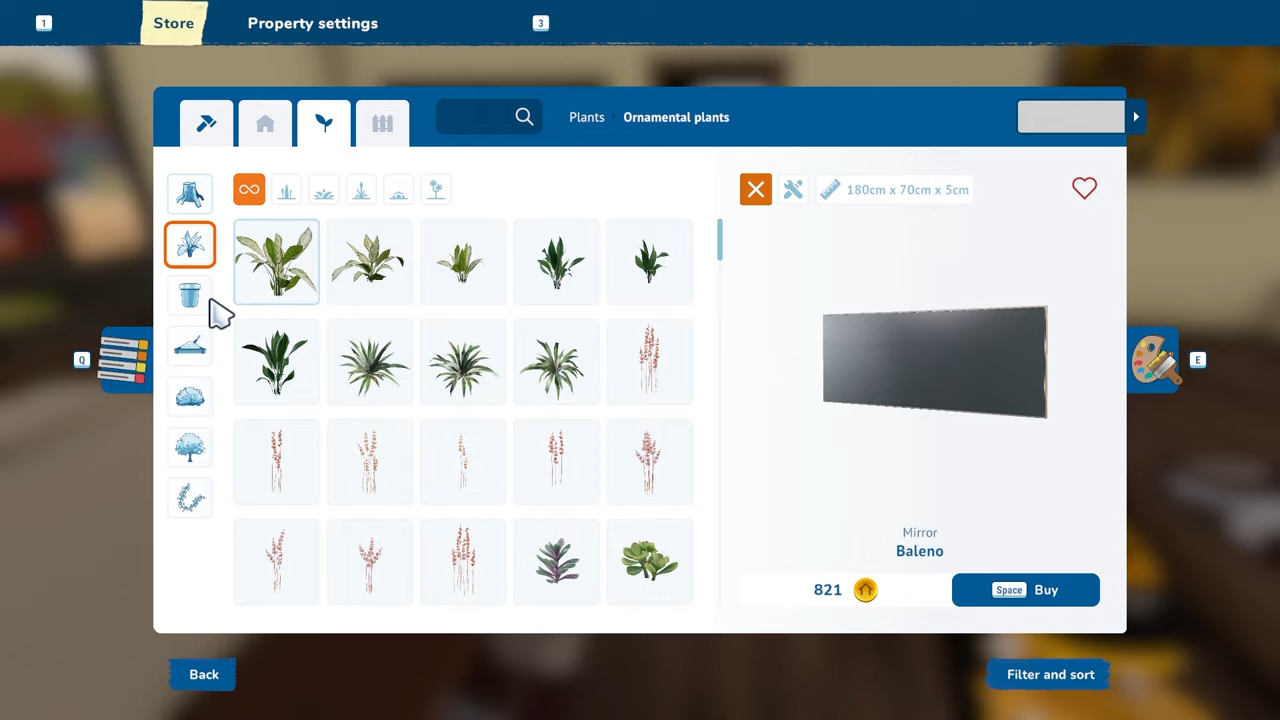 1
Store
Property settings
3
Plants
Ornamental plants
180cm x 70cm x 5cm
Q
E
Mirror
Baleno
821
Space
Buy
Back
Filter and sort